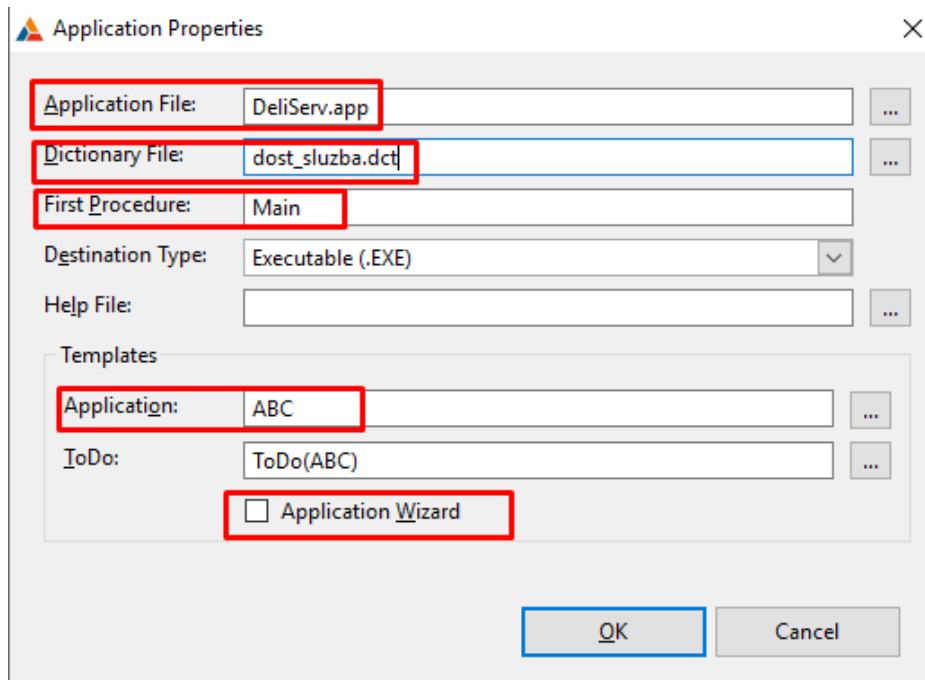 Application Properties
Application File: DeliServ.app ...
Dictionary File: dost_sluzba.dct ...
First Procedure: Main
Destination Type: Executable (.EXE)
Help File: ...
Templates
Application: ABC ...
ToDo: ToDo(ABC) ...
Application Wizard
OK Cancel